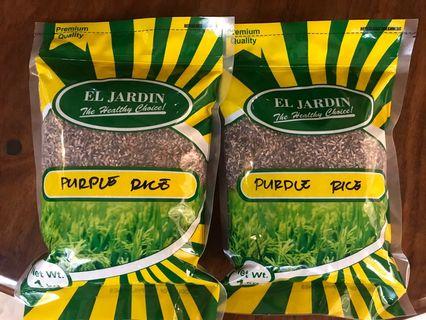 Premium
Quality
EL JARDIN
The Healthy Choice!
PURPLE RICE
Net Wt.
Premium
Quality
EL JARDIN
The Healthy Choice!
PURPLE RICE
Net Wt.